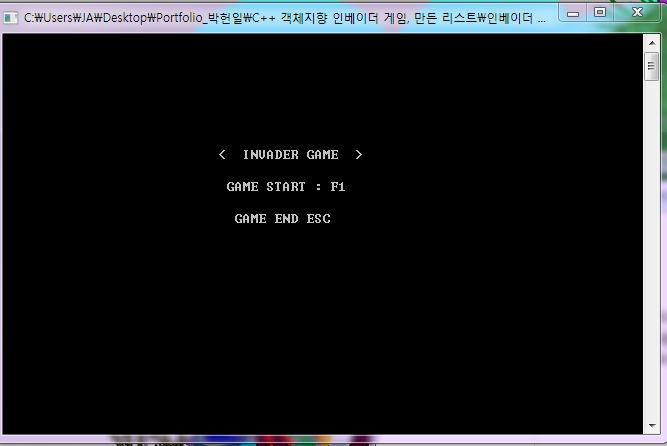 C:₩Users₩JA₩Desktop₩Portfolio_박헌일₩C++ 객체지향 인베이더 게임, 만든 리스트₩인베이더 ...
< INVADER GAME >
GAME START : F1
GAME END ESC